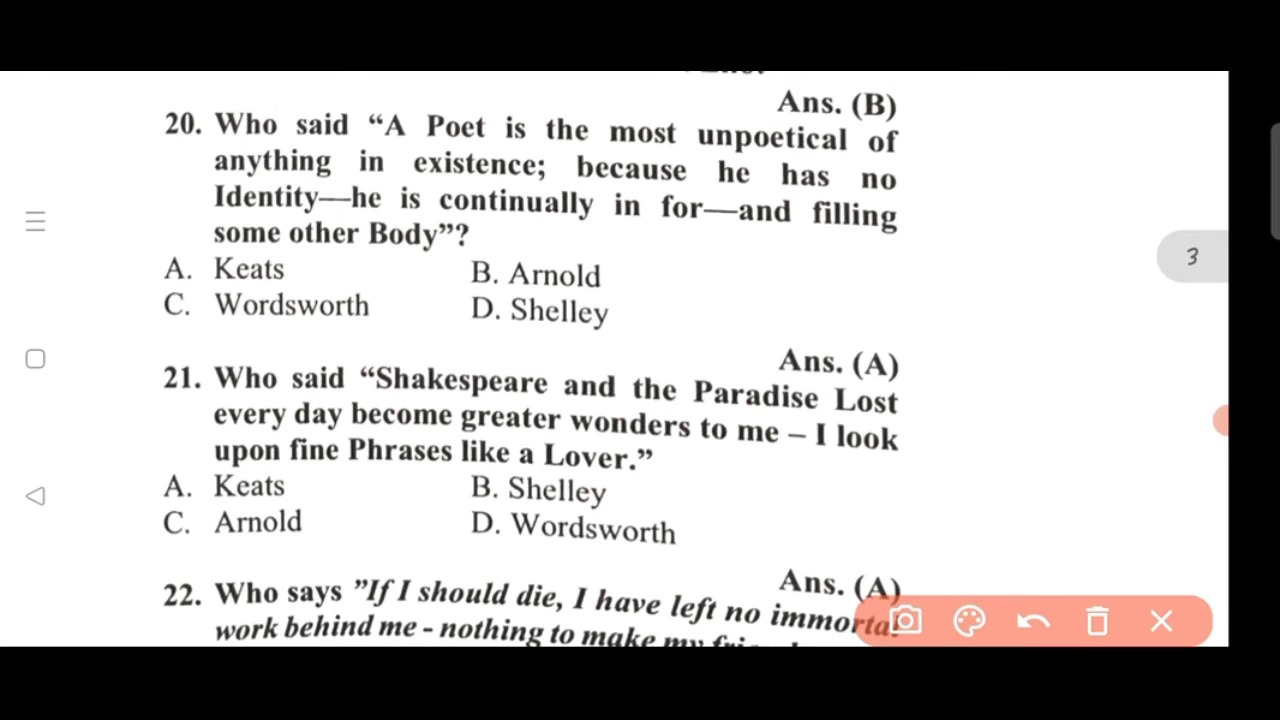 Ans. (B)
20. Who said “A Poet is the most unpoetical of
anything in existence; because he has no
Identity—he is continually in for—and filling
some other Body”?
A. Keats B. Arnold
C. Wordsworth D. Shelley
3
Ans. (A)
21. Who said “Shakespeare and the Paradise Lost
every day become greater wonders to me – I look
upon fine Phrases like a Lover.”
A. Keats B. Shelley
C. Arnold D. Wordsworth
Ans. (A)
22. Who says ”If I should die, I have left no immortal
work behind me - nothing to make my